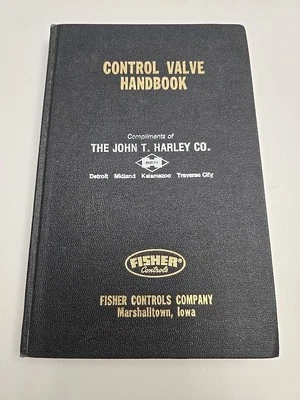 CONTROL VALVE
HANDBOOK
Compliments of
THE JOHN T. HARLEY CO.
Detroit Midland Kalamazoo Traverse City
FISHER®
Controls
FISHER CONTROLS COMPANY
Marshalltown, Iowa